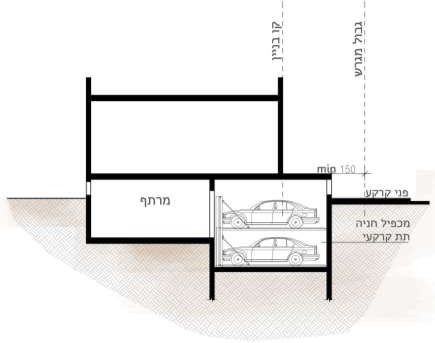 קו בניין
גבול מגרש
min 150
מרתף
פני קרקע
מכפיל חניה
תת קרקעי